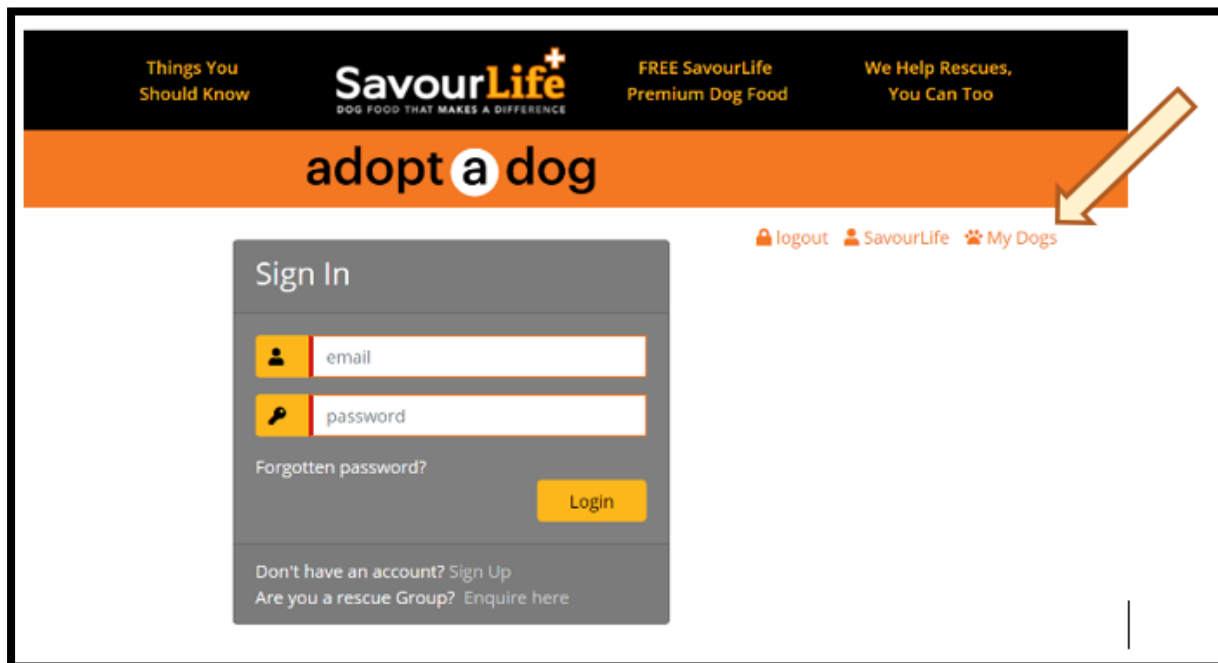 Things You
Should Know
SavourLife
DOG FOOD THAT MAKES A DIFFERENCE
FREE SavourLife
Premium Dog Food
We Help Rescues,
You Can Too
adopt a dog
logout SavourLife My Dogs
Sign In
email
password
Forgotten password?
Login
Don't have an account? Sign Up
Are you a rescue Group? Enquire here